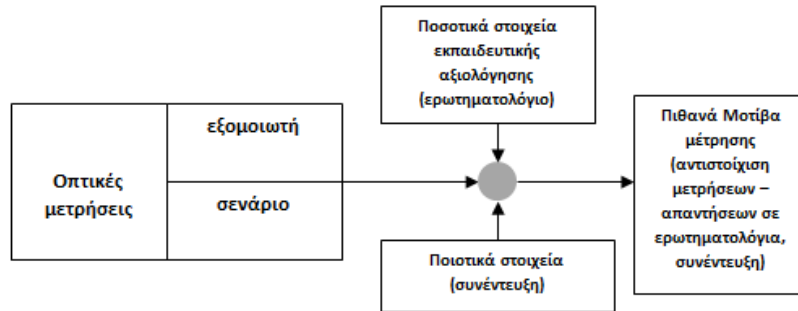 Οπτικές
μετρήσεις
εξομοιωτή
σενάριο
Ποσοτικά στοιχεία
εκπαιδευτικής
αξιολόγησης
(ερωτηματολόγιο)
Ποιοτικά στοιχεία
(συνέντευξη)
Πιθανά Μοτίβα
μέτρησης
(αντιστοίχιση
μετρήσεων –
απαντήσεων σε
ερωτηματολόγια,
συνέντευξη)